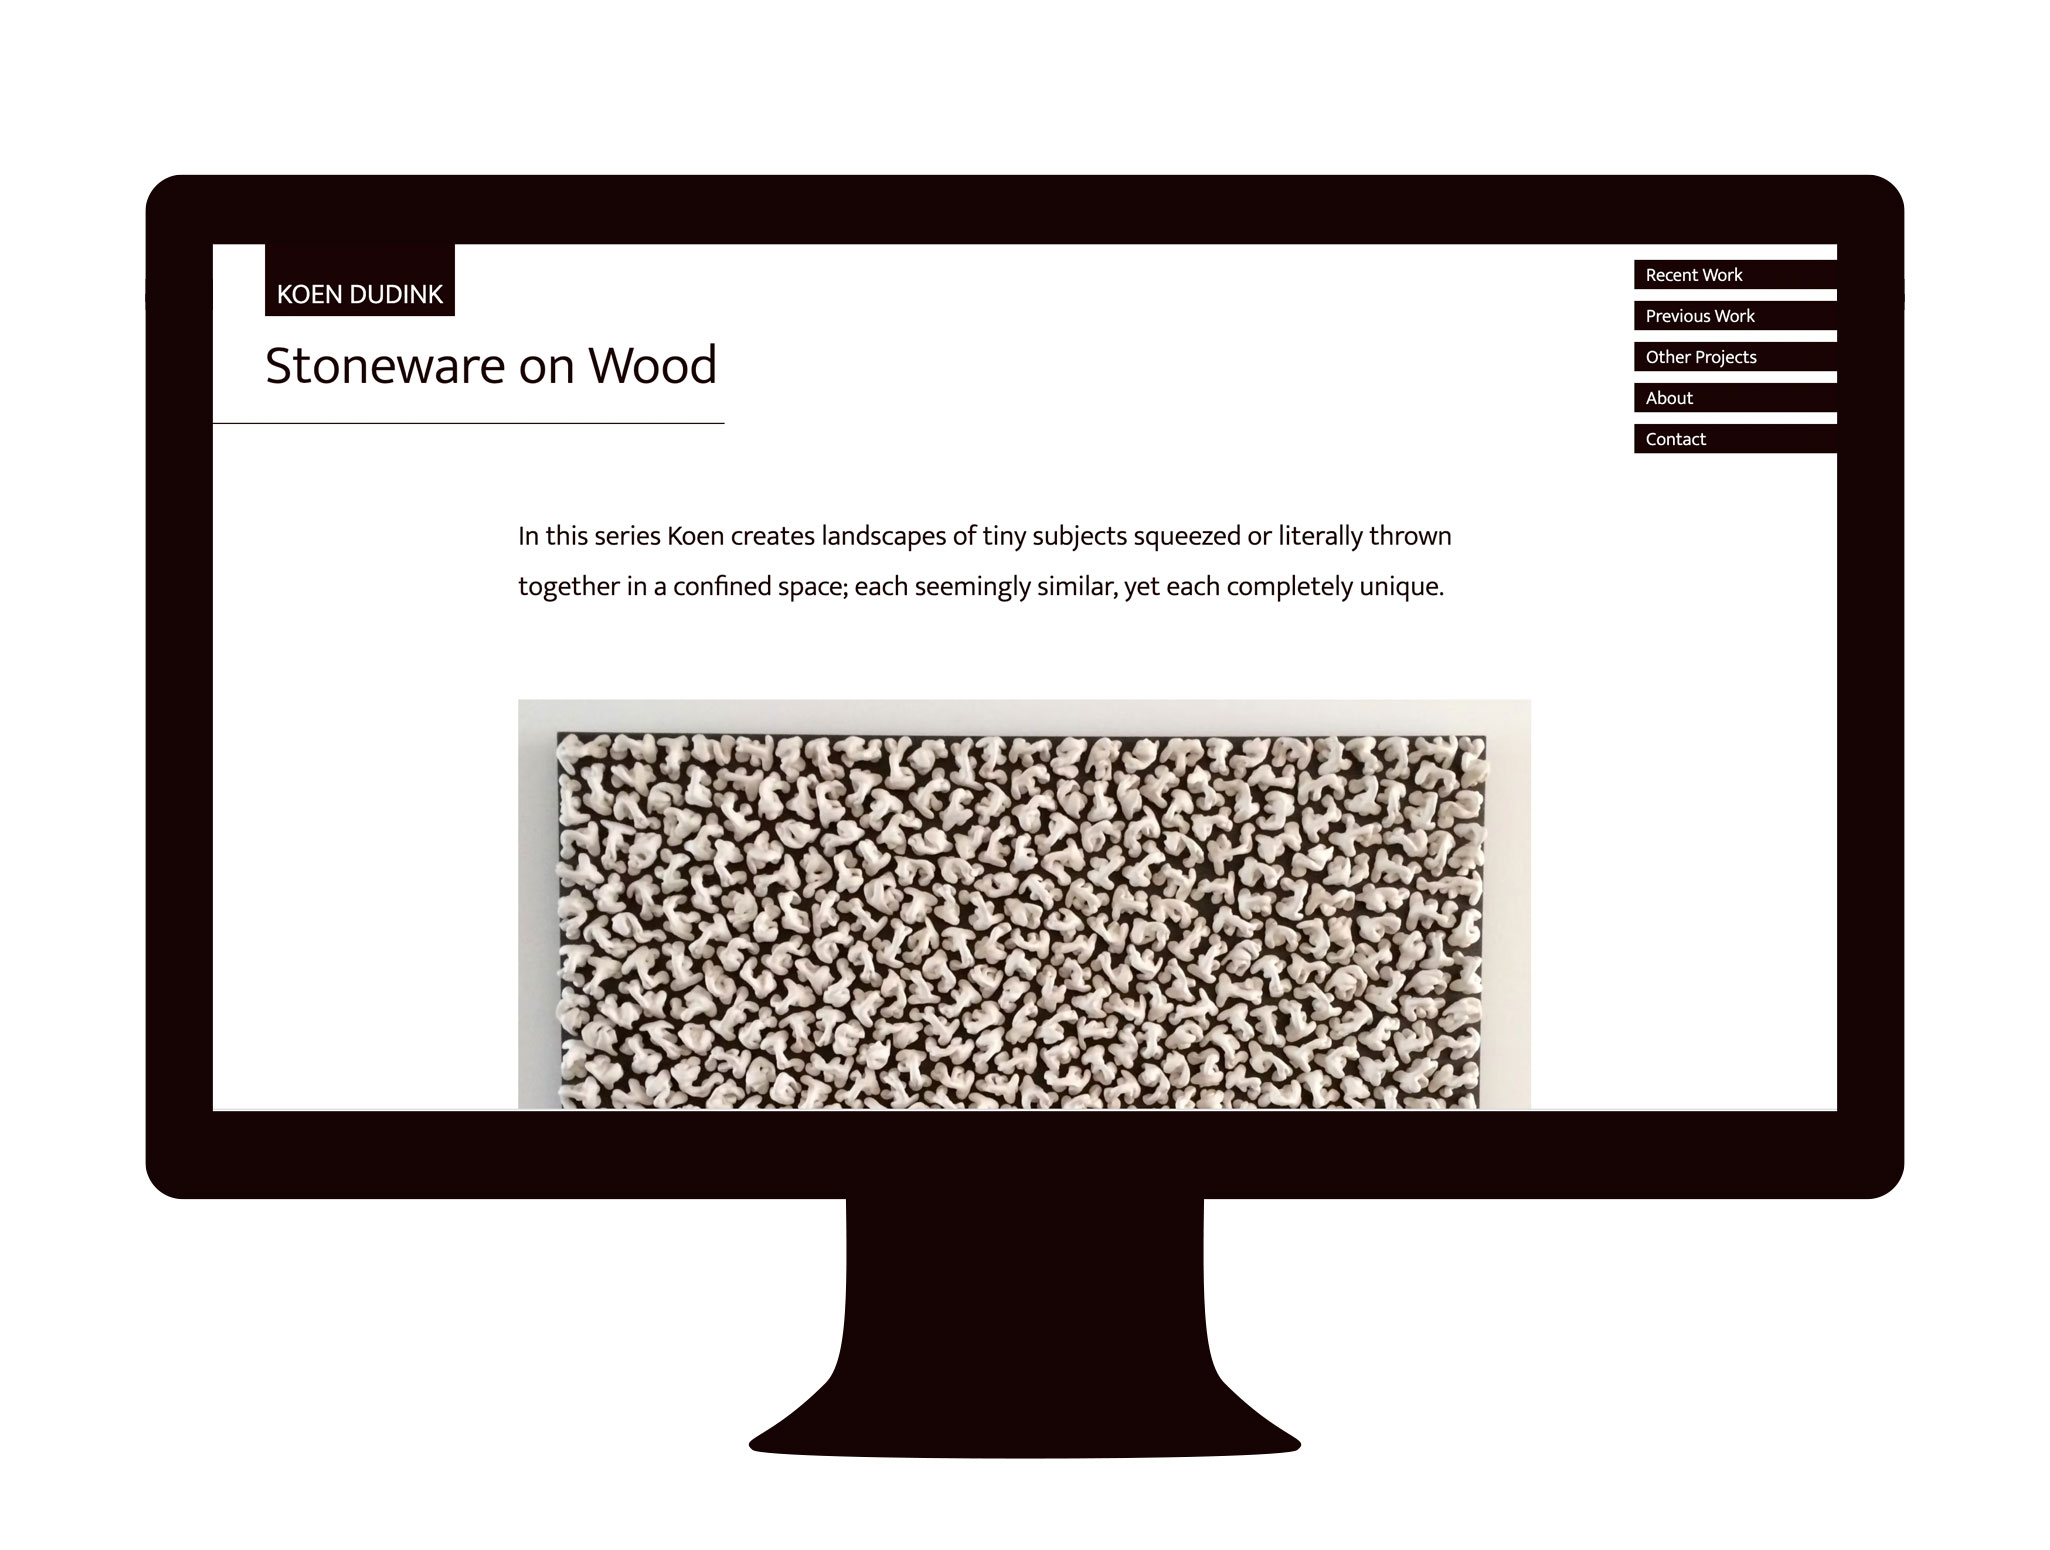 KOEN DUDINK
Stoneware on Wood
Recent Work
Previous Work
Other Projects
About
Contact
In this series Koen creates landscapes of tiny subjects squeezed or literally thrown
together in a confined space; each seemingly similar, yet each completely unique.